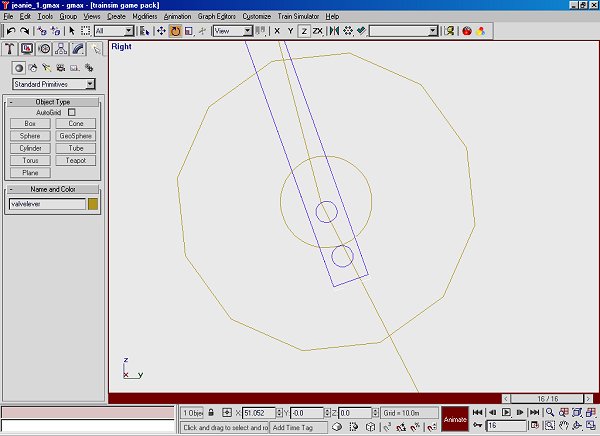 jeanie_1.gmax - gmax - [trainsim game pack]
File Edit Tools Group Views Create Modifiers Animation Graph Editors Customize Train Simulator Help
All View X Y Z ZX
Right
Standard Primitives
- Object Type
AutoGrid
Box Cone
Sphere GeoSphere
Cylinder Tube
Torus Teapot
Plane
- Name and Color
valvelever
z
x y
< 16 / 16 >
1 Obje X: 51.052 Y: -0.0 Z: 0.0 Grid = 10.0m Animate
Click and drag to select and ro Add Time Tag 16